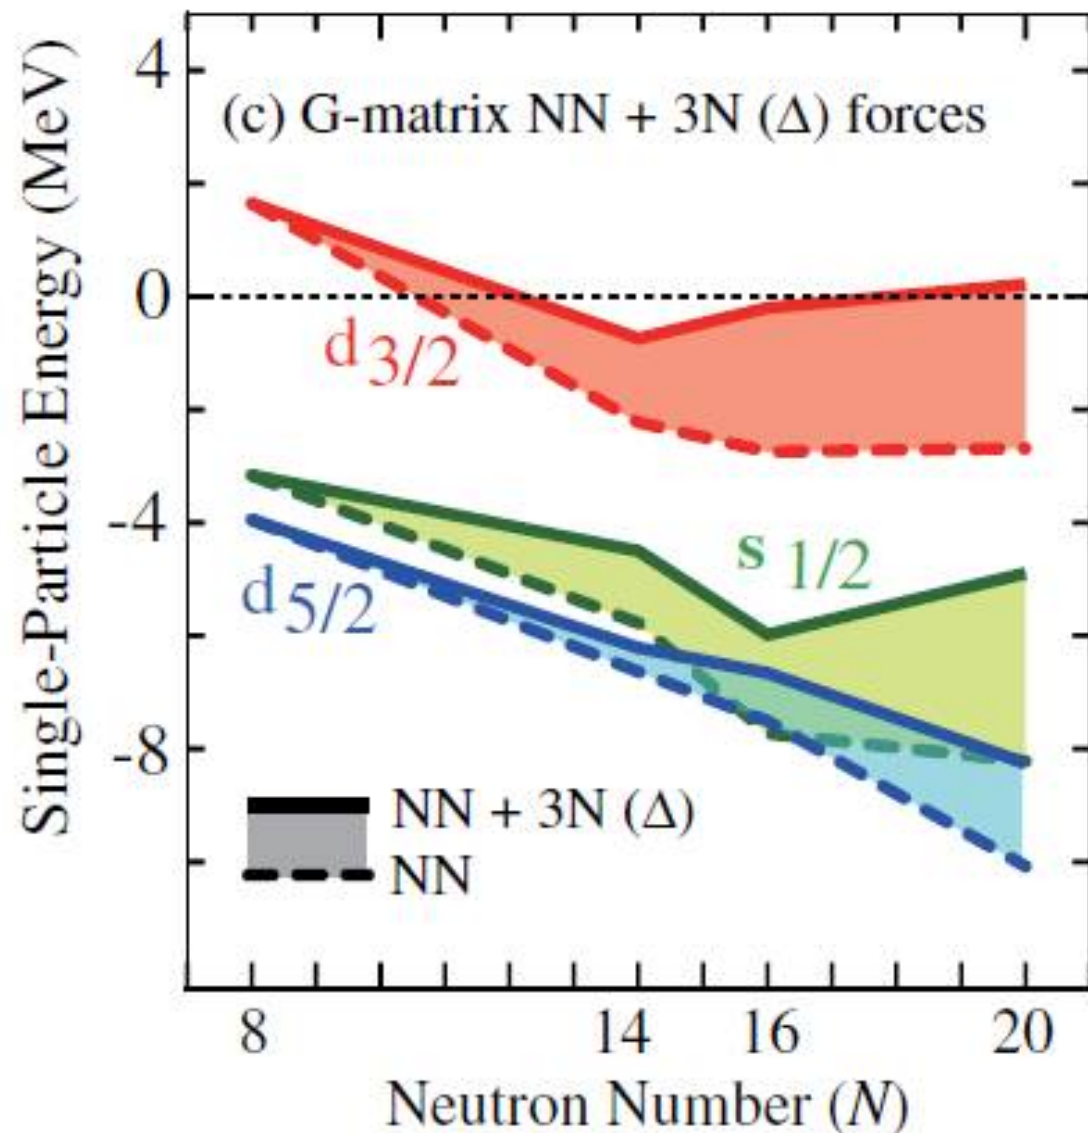 Single-Particle Energy (MeV)
4
0
-4
-8
(c) G-matrix NN + 3N (Δ) forces
d3/2
s1/2
d5/2
NN + 3N (Δ)
NN
8 14 16 20
Neutron Number (N)